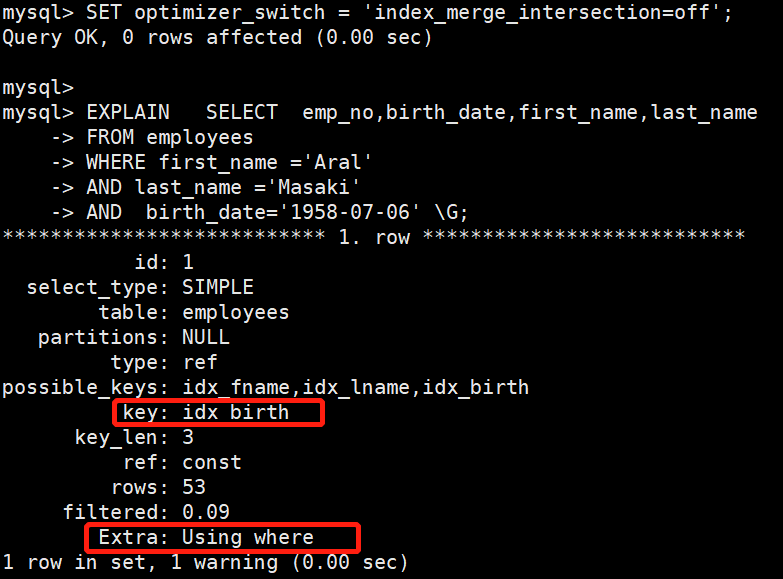 mysql> SET optimizer_switch = 'index_merge_intersection=off';
Query OK, 0 rows affected (0.00 sec)
mysql>
mysql> EXPLAIN   SELECT  emp_no,birth_date,first_name,last_name
    -> FROM employees
    -> WHERE first_name ='Aral'
    -> AND last_name ='Masaki'
    -> AND  birth_date='1958-07-06' \G;
*************************** 1. row ***************************
           id: 1
  select_type: SIMPLE
        table: employees
   partitions: NULL
         type: ref
possible_keys: idx_fname,idx_lname,idx_birth
          key: idx_birth
      key_len: 3
          ref: const
         rows: 53
     filtered: 0.09
        Extra: Using where
1 row in set, 1 warning (0.00 sec)